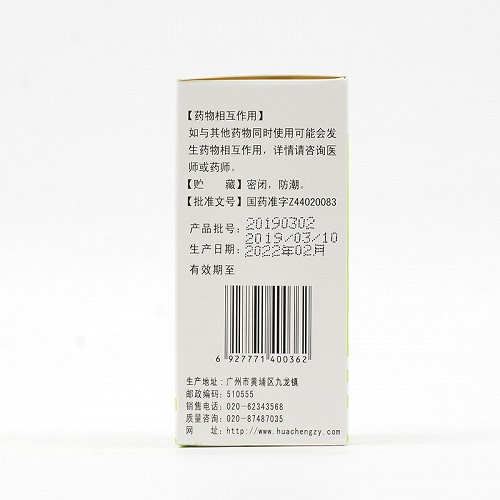 【药物相互作用】
如与其他药物同时使用可能会发
生药物相互作用，详情请咨询医
师或药师。
【贮　　藏】密闭，防潮。
【批准文号】国药准字Z44020083
产品批号：20190302
生产日期：2019/03/10
有效期至 2022年02月
6 927771 400362
生产地址：广州市黄埔区九龙镇
邮政编码：510555
销售电话：020-62343568
质量咨询：020-87487035
网　　址：http://www.huachengzy.com